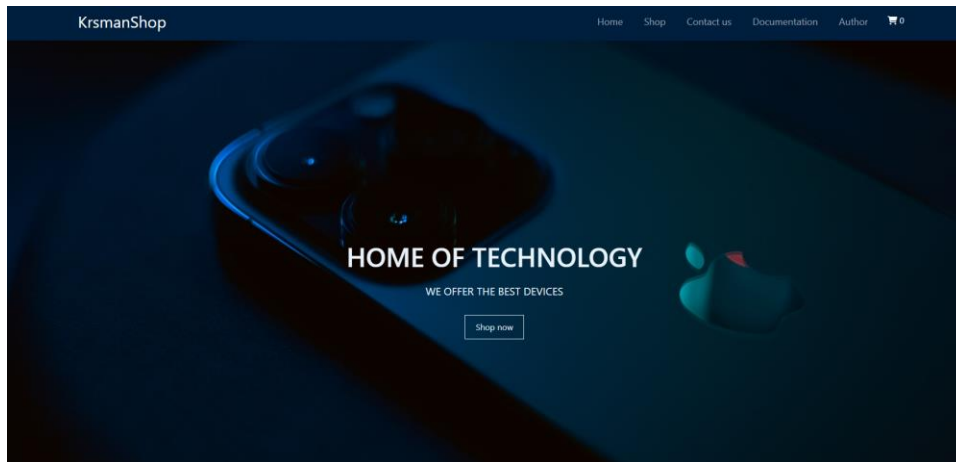 KrsmanShop Home Shop Contact us Documentation Author 0
HOME OF TECHNOLOGY
WE OFFER THE BEST DEVICES
Shop now